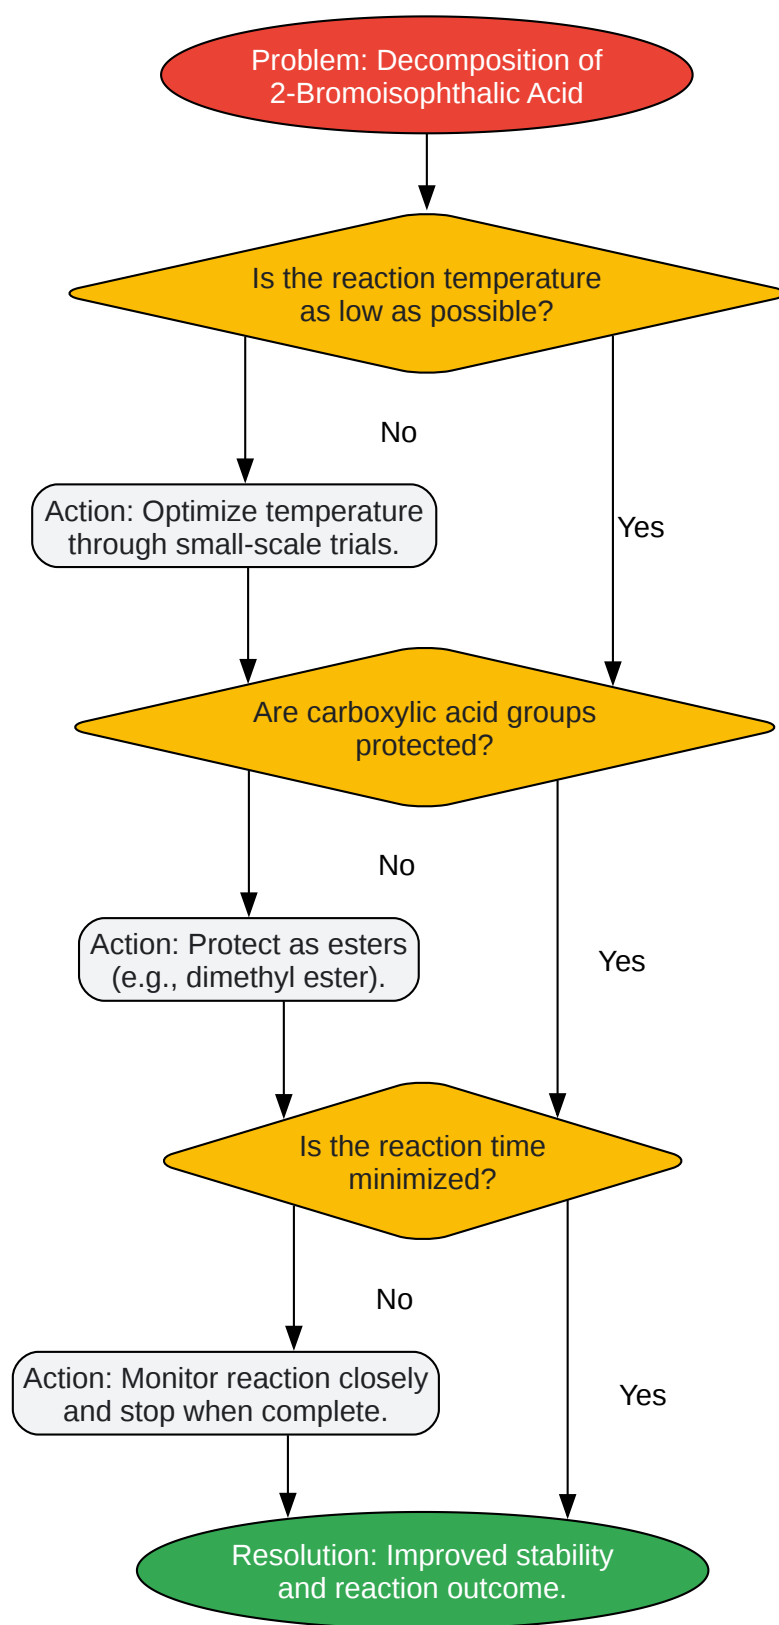 Problem: Decomposition of
2-Bromoisophthalic Acid
Is the reaction temperature
as low as possible?
No
Action: Optimize temperature
through small-scale trials.
Yes
Are carboxylic acid groups
protected?
No
Action: Protect as esters
(e.g., dimethyl ester).
Yes
Is the reaction time
minimized?
No
Action: Monitor reaction closely
and stop when complete.
Yes
Resolution: Improved stability
and reaction outcome.